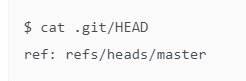 $ cat .git/HEAD
ref: refs/heads/master